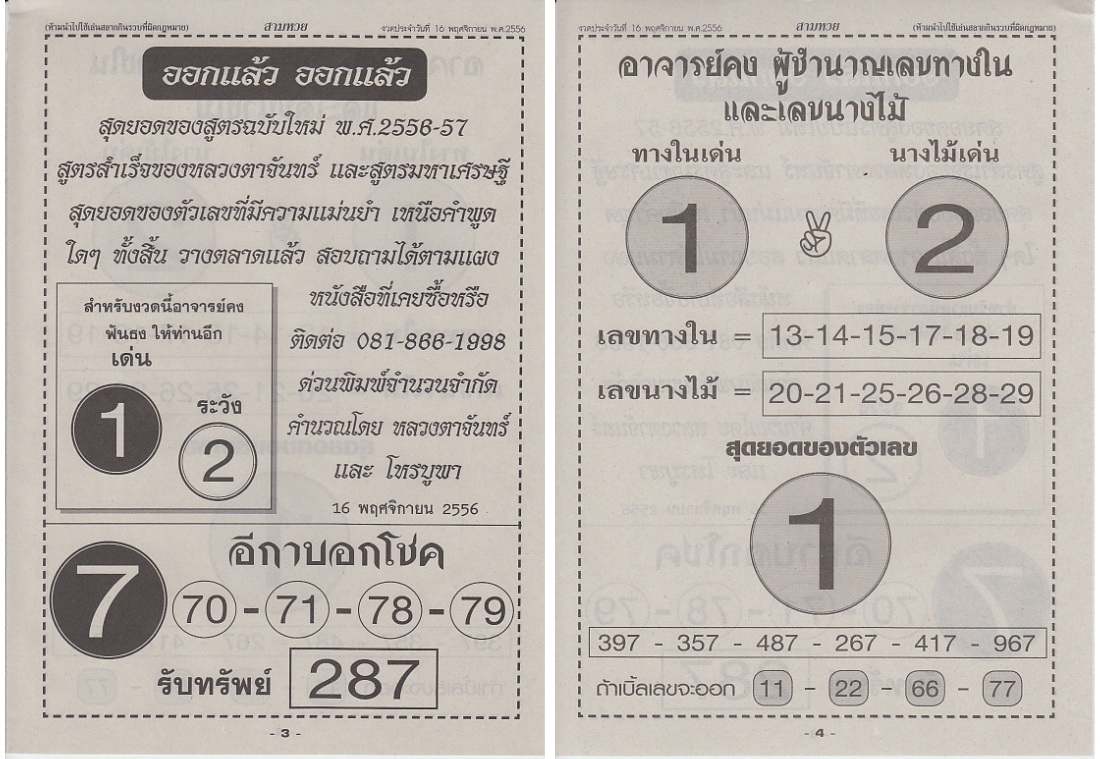 (ห้ามนำไปใช้เล่นสลากกินรวบที่ผิดกฎหมาย) สามหวย งวดประจำวันที่ 16 พฤศจิกายน พ.ศ.2556
ออกแล้ว ออกแล้ว
สุดยอดของสูตรฉบับใหม่ พ.ศ.2556-57
สูตรสำเร็จของหลวงตาจันทร์ และสูตรมหาเศรษฐี
สุดยอดของตัวเลขที่มีความแม่นยำ เหนือคำพูด
ใดๆ ทั้งสิ้น วางตลาดแล้ว สอบถามได้ตามแผง
หนังสือที่เคยซื้อหรือ
ติดต่อ 081-866-1998
ด่วนพิมพ์จำนวนจำกัด
คำนวณโดย หลวงตาจันทร์
และ โหรบูพา
16 พฤศจิกายน 2556
สำหรับงวดนี้อาจารย์คง
ฟันธง ให้ท่านอีก
เด่น
1
ระวัง
2
อีกาบอกโชค
7 70 - 71 - 78 - 79
รับทรัพย์ 287
- 3 -
งวดประจำวันที่ 16 พฤศจิกายน พ.ศ.2556 สามหวย (ห้ามนำไปใช้เล่นสลากกินรวบที่ผิดกฎหมาย)
อาจารย์คง ผู้ชำนาญเลขทางใน
และเลขนางไม้
ทางในเด่น นางไม้เด่น
1 2
เลขทางใน = 13-14-15-17-18-19
เลขนางไม้ = 20-21-25-26-28-29
สุดยอดของตัวเลข
1
397 - 357 - 487 - 267 - 417 - 967
ถ้าเบิ้ลเลขจะออก 11 - 22 - 66 - 77
- 4 -